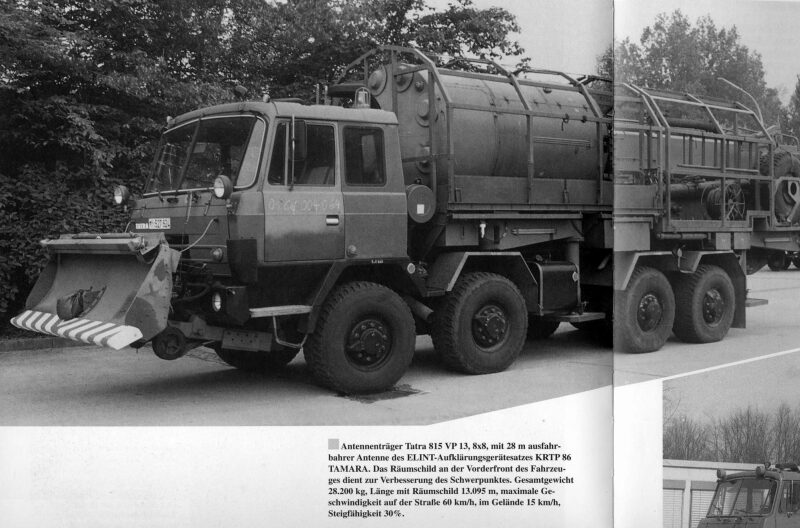 Antennenträger Tatra 815 VP 13, 8x8, mit 28 m ausfahr-
bahrer Antenne des ELINT-Aufklärungsgerätesatzes KRTP 86
TAMARA. Das Räumschild an der Vorderfront des Fahrzeu-
ges dient zur Verbesserung des Schwerpunktes. Gesamtgewicht
28.200 kg, Länge mit Räumschild 13.095 m, maximale Ge-
schwindigkeit auf der Straße 60 km/h, im Gelände 15 km/h,
Steigfähigkeit 30%.